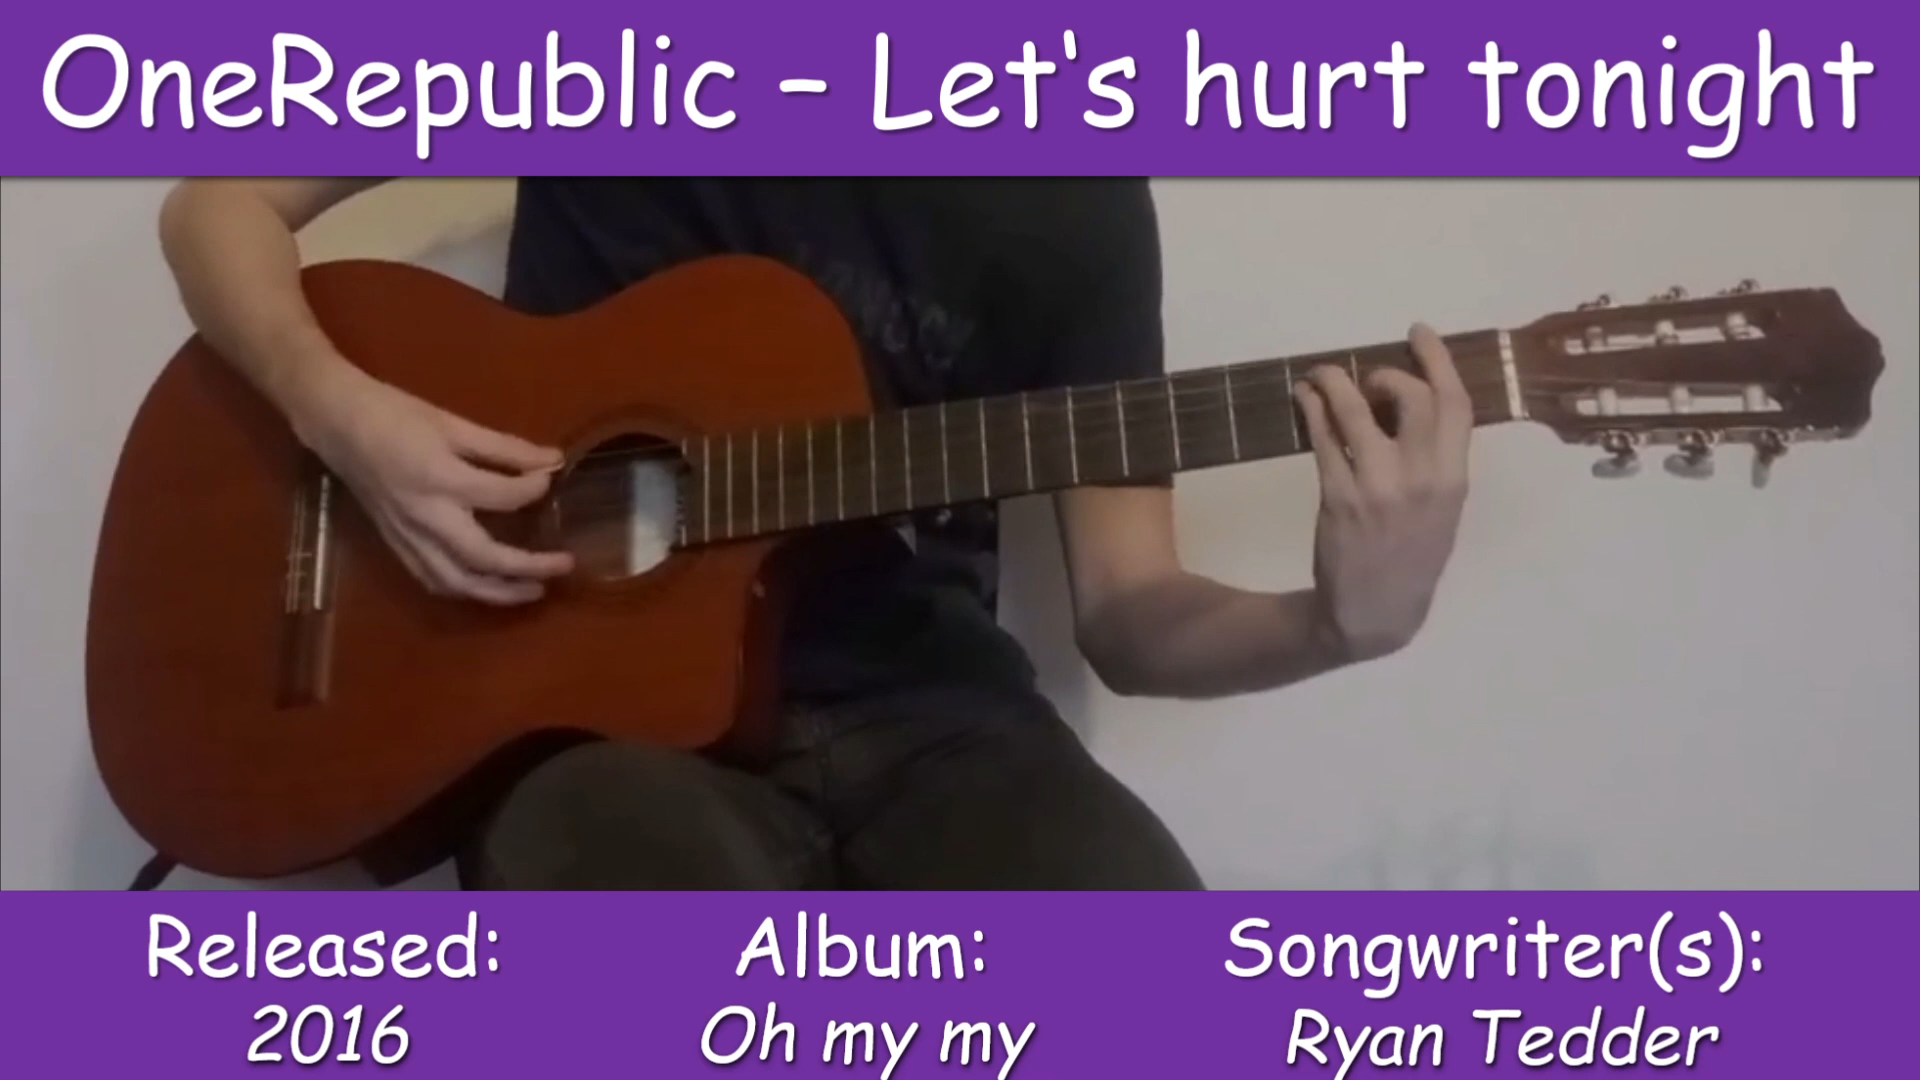 OneRepublic – Let‘s hurt tonight
Released:
2016
Album:
Oh my my
Songwriter(s):
Ryan Tedder